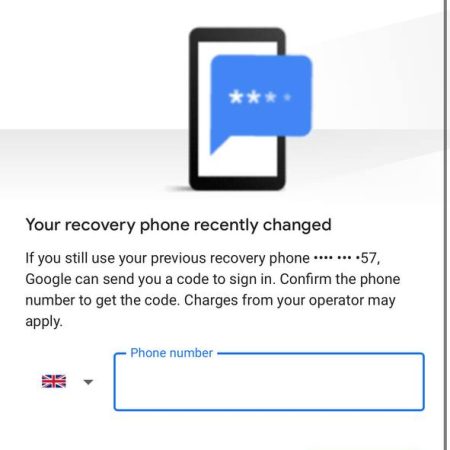 ****
Your recovery phone recently changed
If you still use your previous recovery phone •••• ••• •57,
Google can send you a code to sign in. Confirm the phone
number to get the code. Charges from your operator may
apply.
Phone number